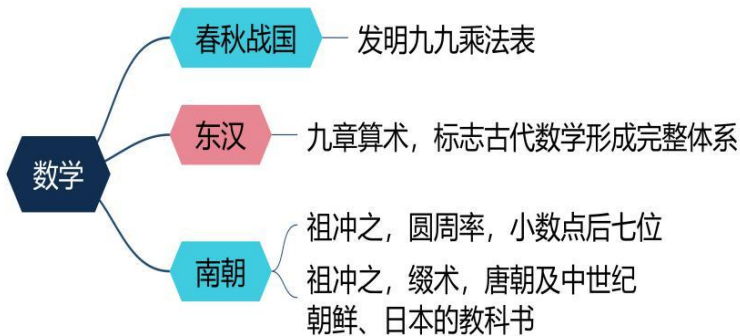 数学
春秋战国
发明九九乘法表
东汉
九章算术，标志古代数学形成完整体系
南朝
祖冲之，圆周率，小数点后七位
祖冲之，缀术，唐朝及中世纪
朝鲜、日本的教科书